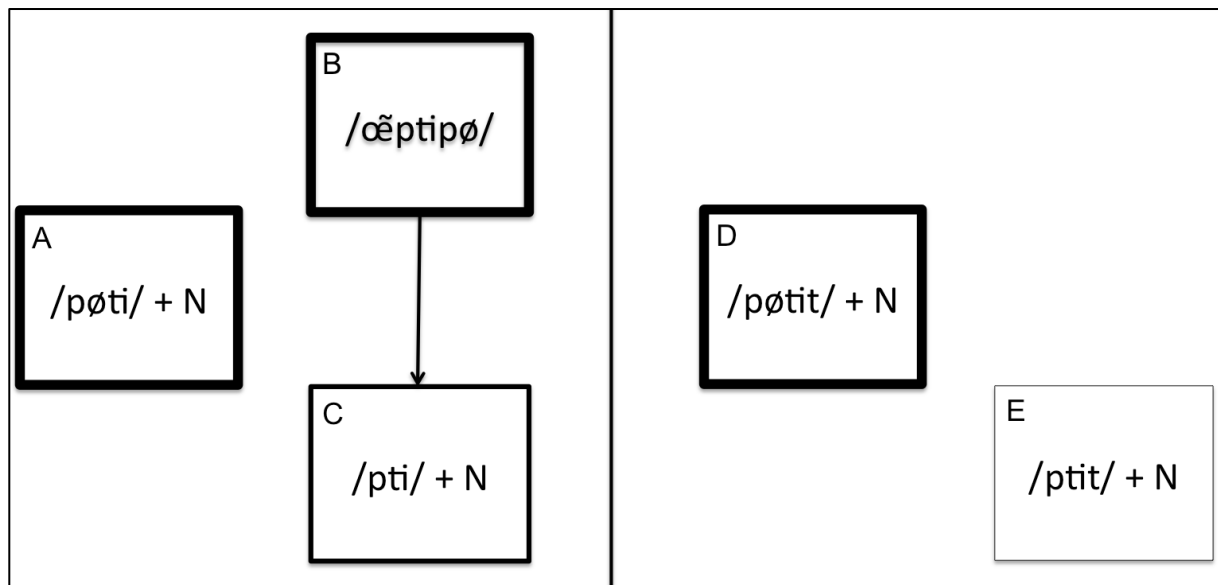 B
/œ̃ptipø/
A
/pøti/ + N
C
/pti/ + N
D
/pøtit/ + N
E
/ptit/ + N